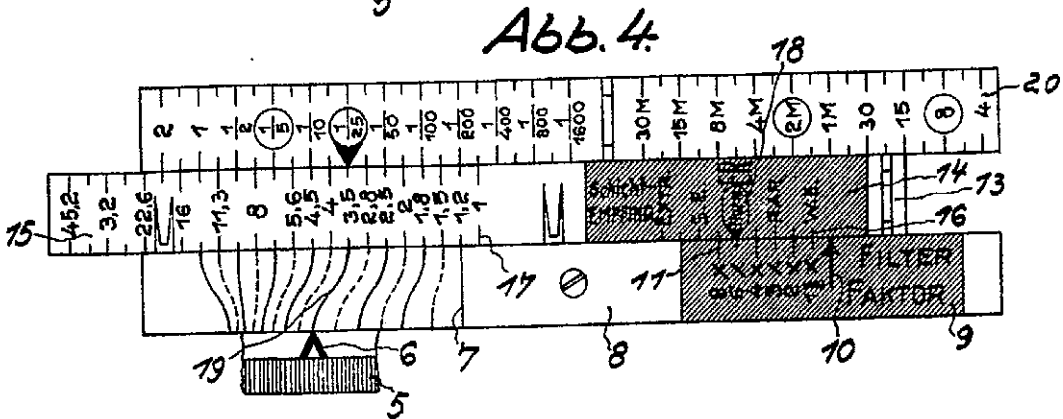 Abb. 4.
18
2 1 1/2 1/5 1/10 1/25 1/50 1/100 1/200 1/400 1/800 1/1600 30M 15M 8M 4M 2M 1M 30 15 8 4
20
15 45,2 3,2 22,6 16 11,3 8 5,6 4,5 4 3,5 2,8 2,5 2 1,8 1,5 1,2 1
Schicht- 14 13
16
17 11 FILTER
FAKTOR
19 6 7 8 10 9
5